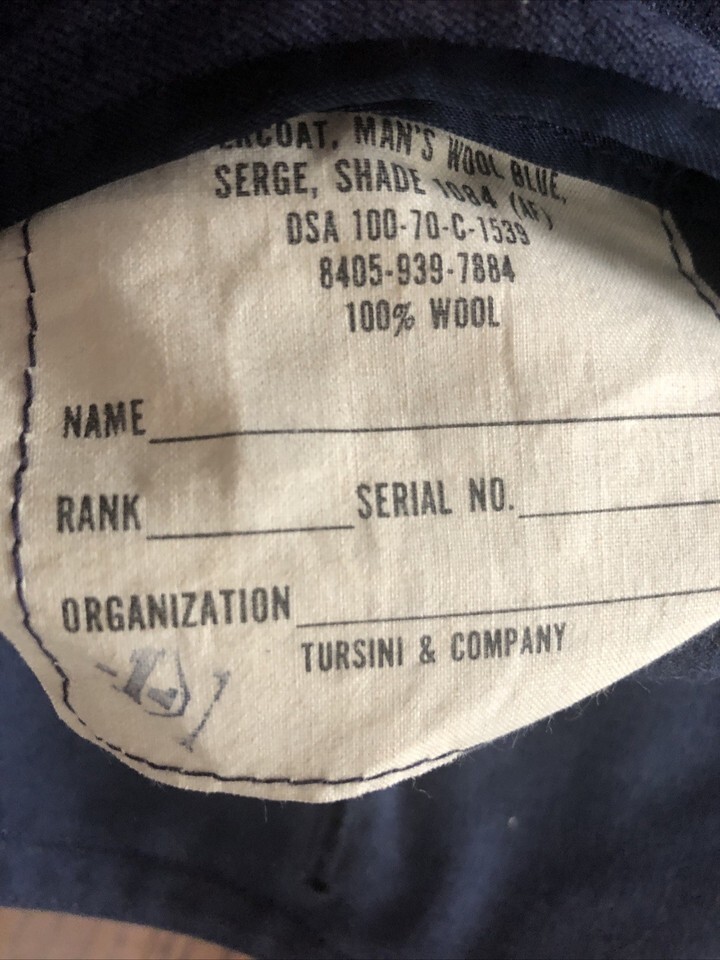 ERCOAT, MAN'S WOOL BLUE,
SERGE, SHADE 1084 (AF)
DSA 100-70-C-1539
8405-939-7884
100% WOOL
NAME
RANK SERIAL NO.
ORGANIZATION
TURSINI & COMPANY